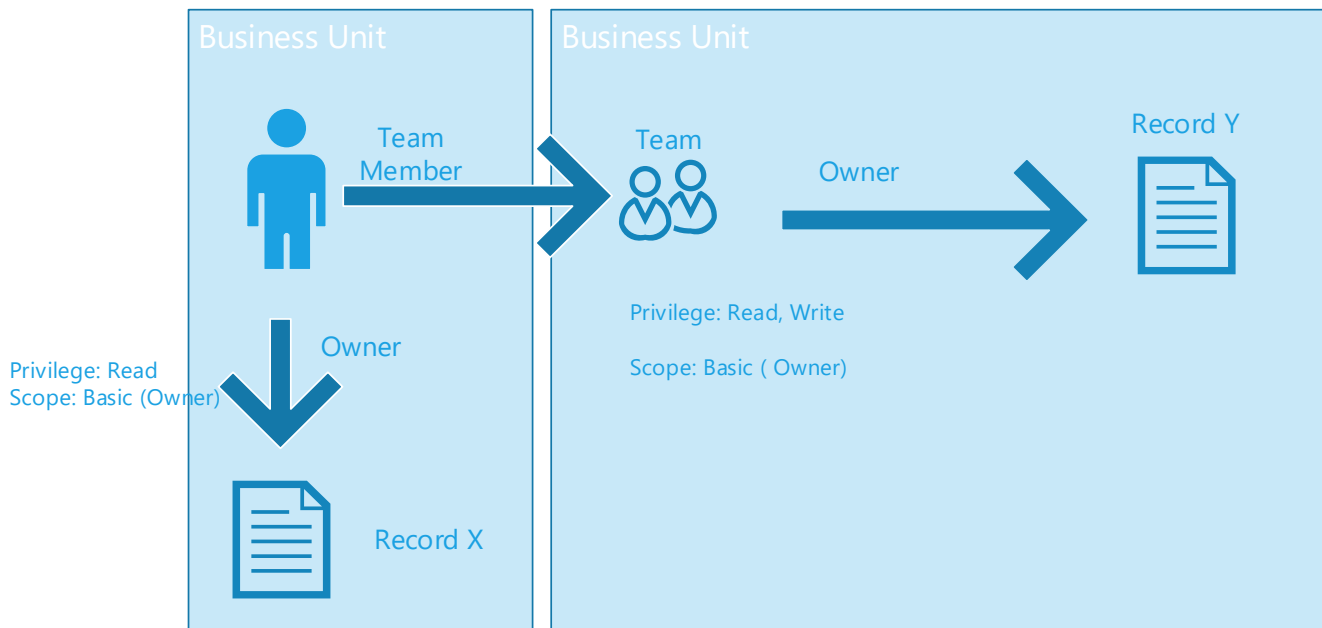 Business Unit
Business Unit
Team
Member
Team
Owner
Record Y
Privilege: Read, Write
Scope: Basic ( Owner)
Owner
Privilege: Read
Scope: Basic (Owner)
Record X